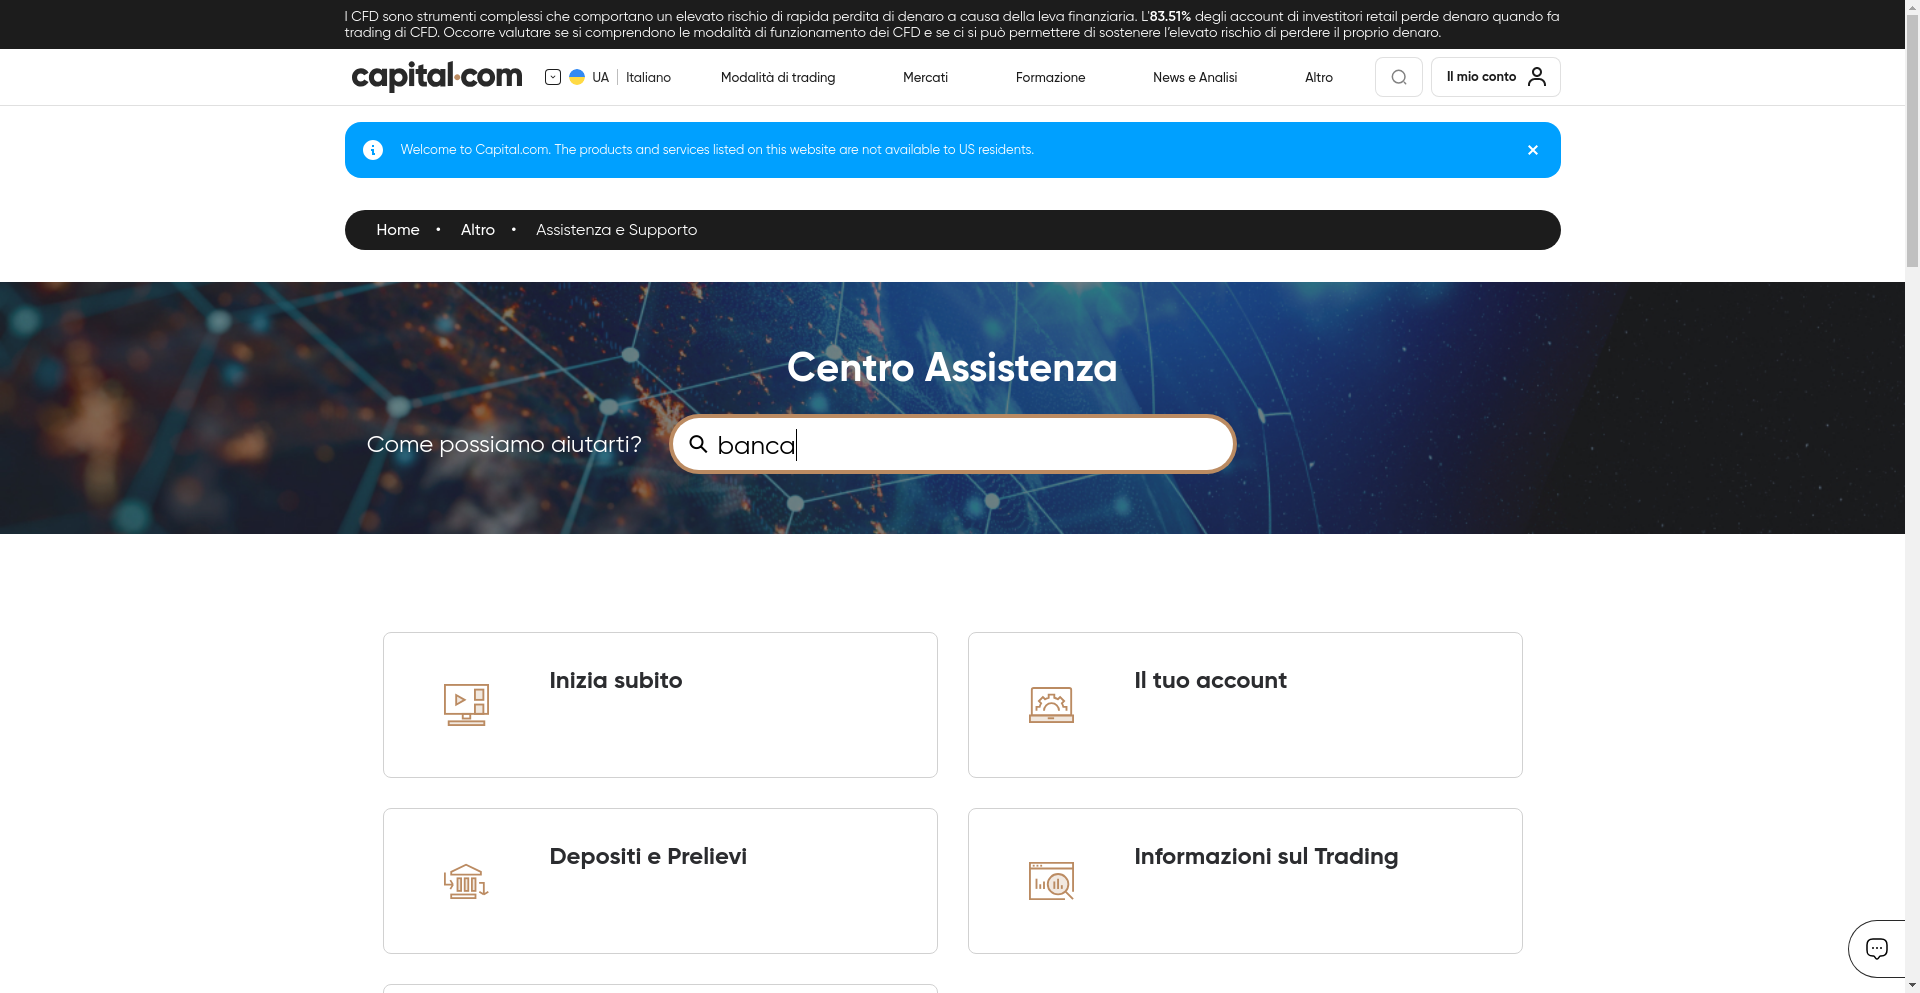 I CFD sono strumenti complessi che comportano un elevato rischio di rapida perdita di denaro a causa della leva finanziaria. L'83.51% degli account di investitori retail perde denaro quando fa
trading di CFD. Occorre valutare se si comprendono le modalità di funzionamento dei CFD e se ci si può permettere di sostenere l'elevato rischio di perdere il proprio denaro.
capital.com
UA
Italiano
Modalità di trading
Mercati
Formazione
News e Analisi
Altro
Il mio conto
Welcome to Capital.com. The products and services listed on this website are not available to US residents.
Home • Altro • Assistenza e Supporto
Centro Assistenza
Come possiamo aiutarti?
banca
Inizia subito
Il tuo account
Depositi e Prelievi
Informazioni sul Trading